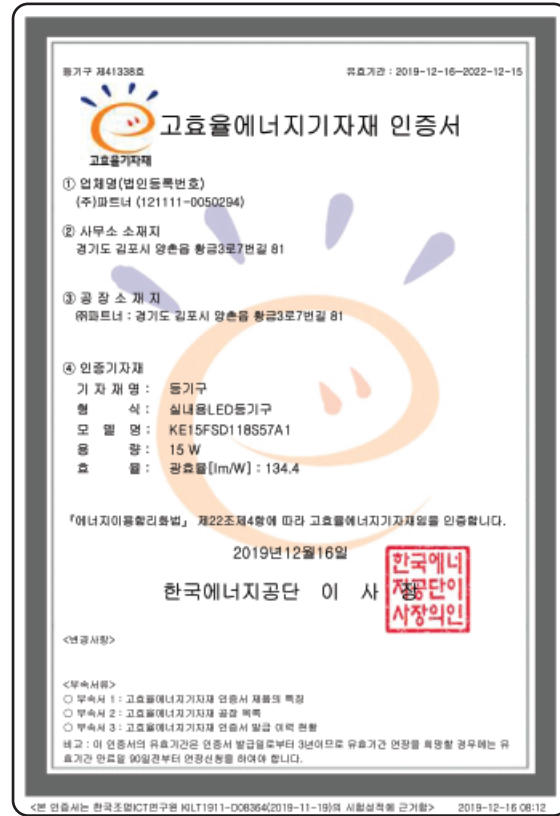 등기구 제41338호
유효기간 : 2019-12-16~2022-12-15
고효율에너지기자재 인증서
고효율기자재
① 업체명(법인등록번호)
(주)파트너 (121111-0050294)
② 사무소 소재지
경기도 김포시 양촌읍 황금3로7번길 81
③ 공 장 소 재 지
㈜파트너 : 경기도 김포시 양촌읍 황금3로7번길 81
④ 인증기자재
기 자 재 명 : 등기구
형 식 : 실내용LED등기구
모 델 명 : KE15FSD118S57A1
용 량 : 15 W
효 율 : 광효율[lm/W] : 134.4
「에너지이용합리화법」 제22조제4항에 따라 고효율에너지기자재임을 인증합니다.
2019년12월16일
한국에너지공단 이 사 장
한국에너
지공단이
사장의인
<변경사항>
<부속서류>
○ 부속서 1 : 고효율에너지기자재 인증서 제품의 특징
○ 부속서 2 : 고효율에너지기자재 공장 목록
○ 부속서 3 : 고효율에너지기자재 인증서 발급 이력 현황
비고 : 이 인증서의 유효기간은 인증서 발급일로부터 3년이므로 유효기간 연장을 희망할 경우에는 유
효기간 만료일 90일전부터 연장신청을 하여야 합니다.
<본 인증서는 한국조명ICT연구원 KILT1911-D08364(2019-11-19)의 시험성적에 근거함>
2019-12-16 08:12